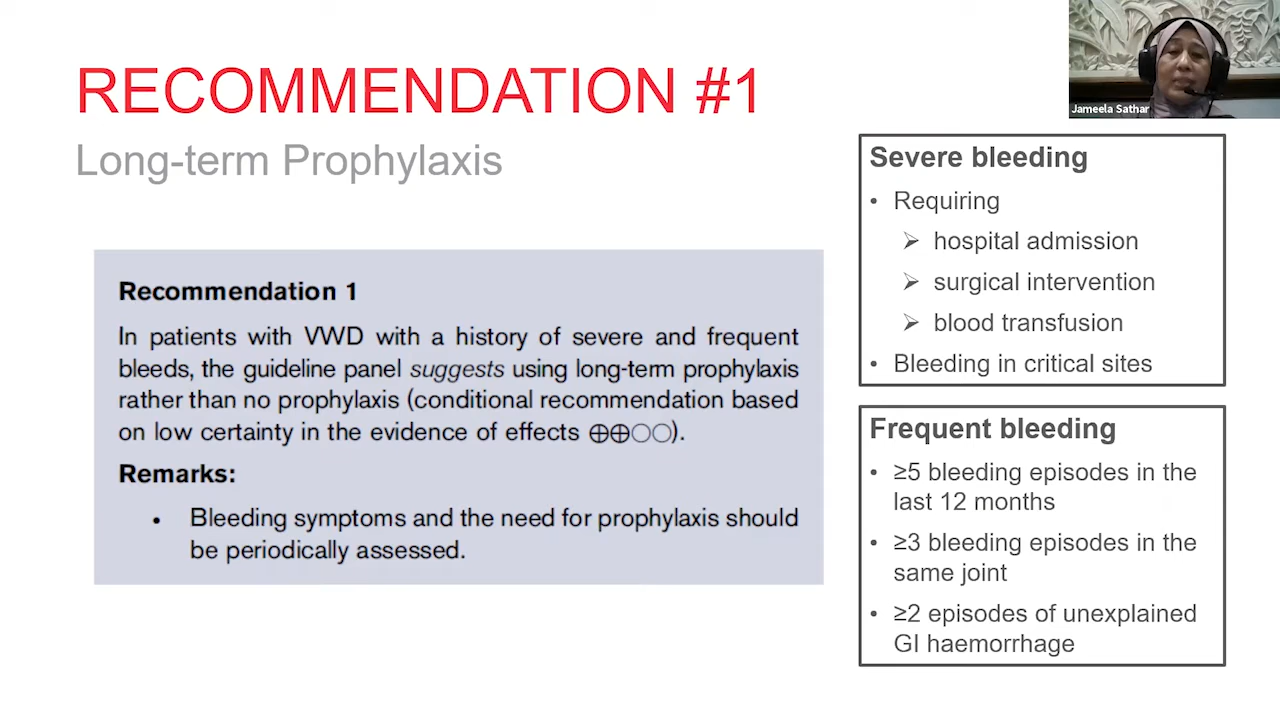 RECOMMENDATION #1
Long-term Prophylaxis
Recommendation 1
In patients with VWD with a history of severe and frequent
bleeds, the guideline panel suggests using long-term prophylaxis
rather than no prophylaxis (conditional recommendation based
on low certainty in the evidence of effects ⊕⊕○○).
Remarks:
• Bleeding symptoms and the need for prophylaxis should
be periodically assessed.
Jameela Sathar
Severe bleeding
• Requiring
➢ hospital admission
➢ surgical intervention
➢ blood transfusion
• Bleeding in critical sites
Frequent bleeding
• ≥5 bleeding episodes in the
last 12 months
• ≥3 bleeding episodes in the
same joint
• ≥2 episodes of unexplained
GI haemorrhage